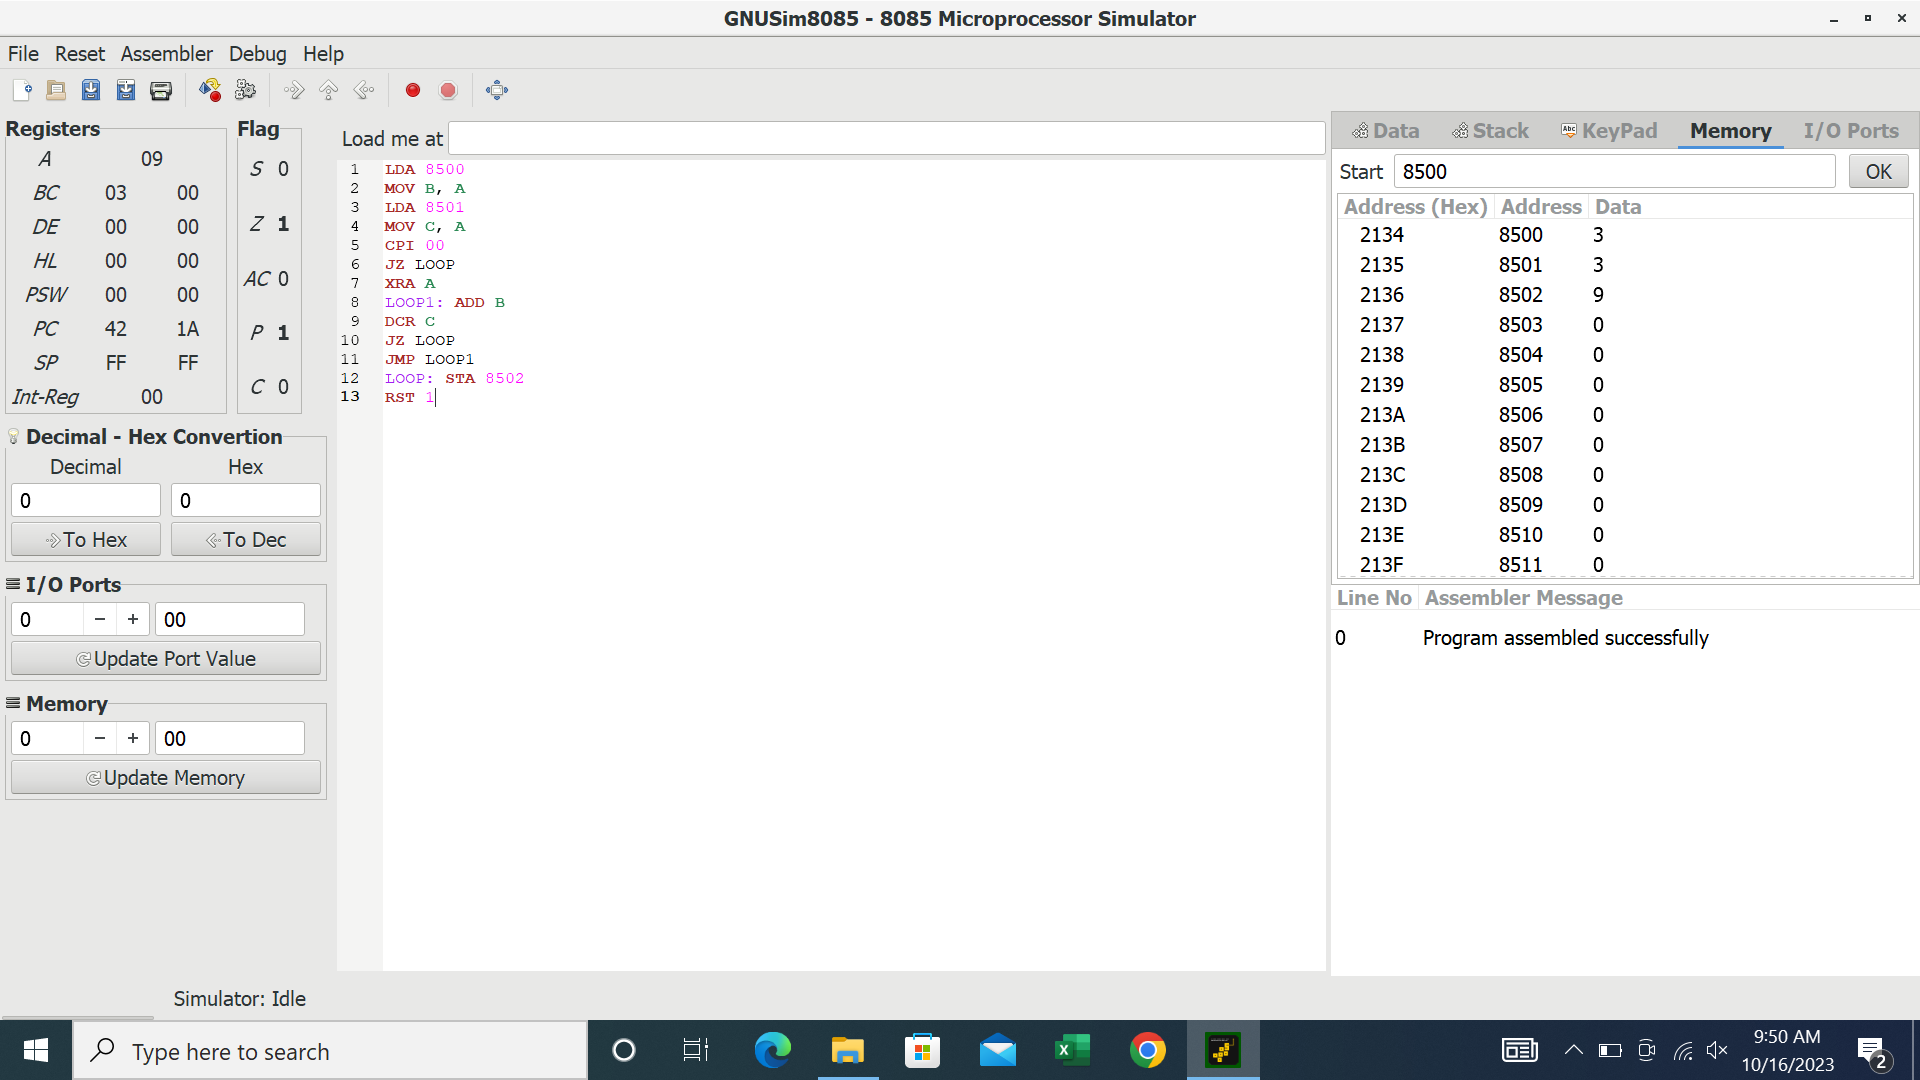 GNUSim8085 - 8085 Microprocessor Simulator
File Reset Assembler Debug Help
Registers
A 09
BC 03 00
DE 00 00
HL 00 00
PSW 00 00
PC 42 1A
SP FF FF
Int-Reg 00
Flag
S 0
Z 1
AC 0
P 1
C 0
Decimal - Hex Convertion
Decimal Hex
0 0
To Hex To Dec
I/O Ports
0 − + 00
Update Port Value
Memory
0 − + 00
Update Memory
Load me at
1 LDA 8500
2 MOV B, A
3 LDA 8501
4 MOV C, A
5 CPI 00
6 JZ LOOP
7 XRA A
8 LOOP1: ADD B
9 DCR C
10 JZ LOOP
11 JMP LOOP1
12 LOOP: STA 8502
13 RST 1
Data Stack Abc KeyPad Memory I/O Ports
Start 8500 OK
Address (Hex) Address Data
2134 8500 3
2135 8501 3
2136 8502 9
2137 8503 0
2138 8504 0
2139 8505 0
213A 8506 0
213B 8507 0
213C 8508 0
213D 8509 0
213E 8510 0
213F 8511 0
Line No Assembler Message
0 Program assembled successfully
Simulator: Idle
Type here to search
9:50 AM
10/16/2023
2